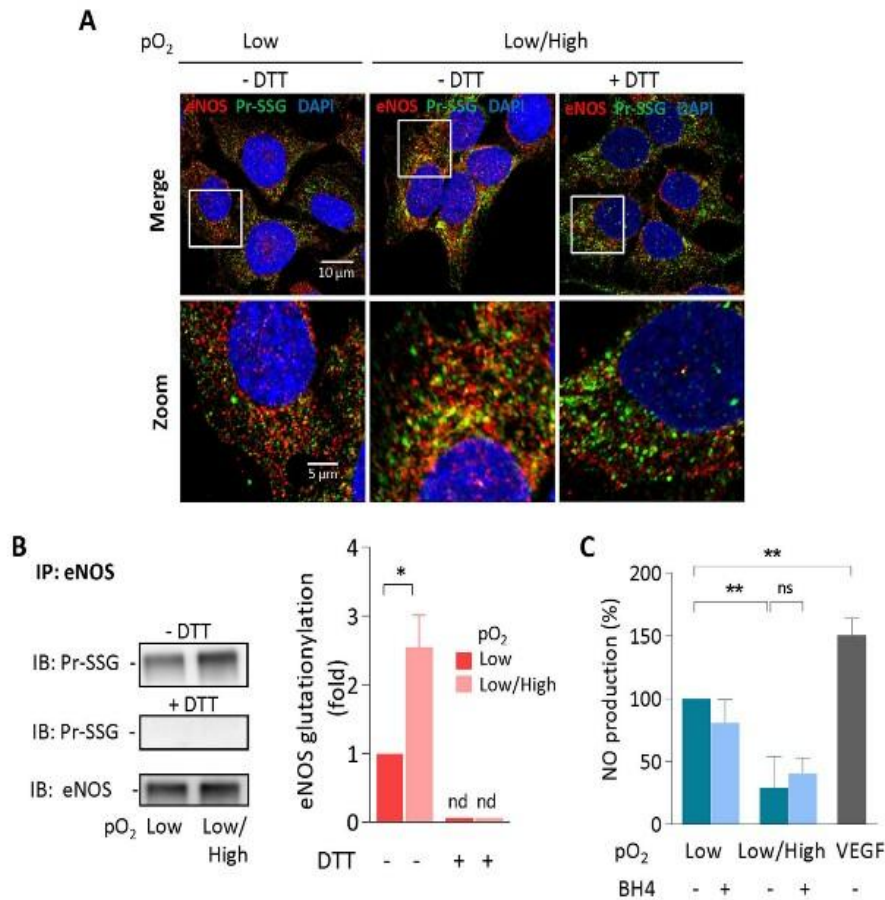 A
pO2 Low Low/High
- DTT - DTT + DTT
eNOS Pr-SSG DAPI eNOS Pr-SSG DAPI eNOS Pr-SSG DAPI
Merge
10 µm
Zoom
5 µm
B
IP: eNOS
- DTT
IB: Pr-SSG -
+ DTT
IB: Pr-SSG -
IB: eNOS -
pO2 Low Low/
High
eNOS glutationylation
(fold)
4
3
2
1
0
*
pO2
Low
Low/High
nd nd
DTT - - + +
C
NO production (%)
200
150
100
50
0
**
** ns
pO2 Low Low/High VEGF
BH4 - + - + -